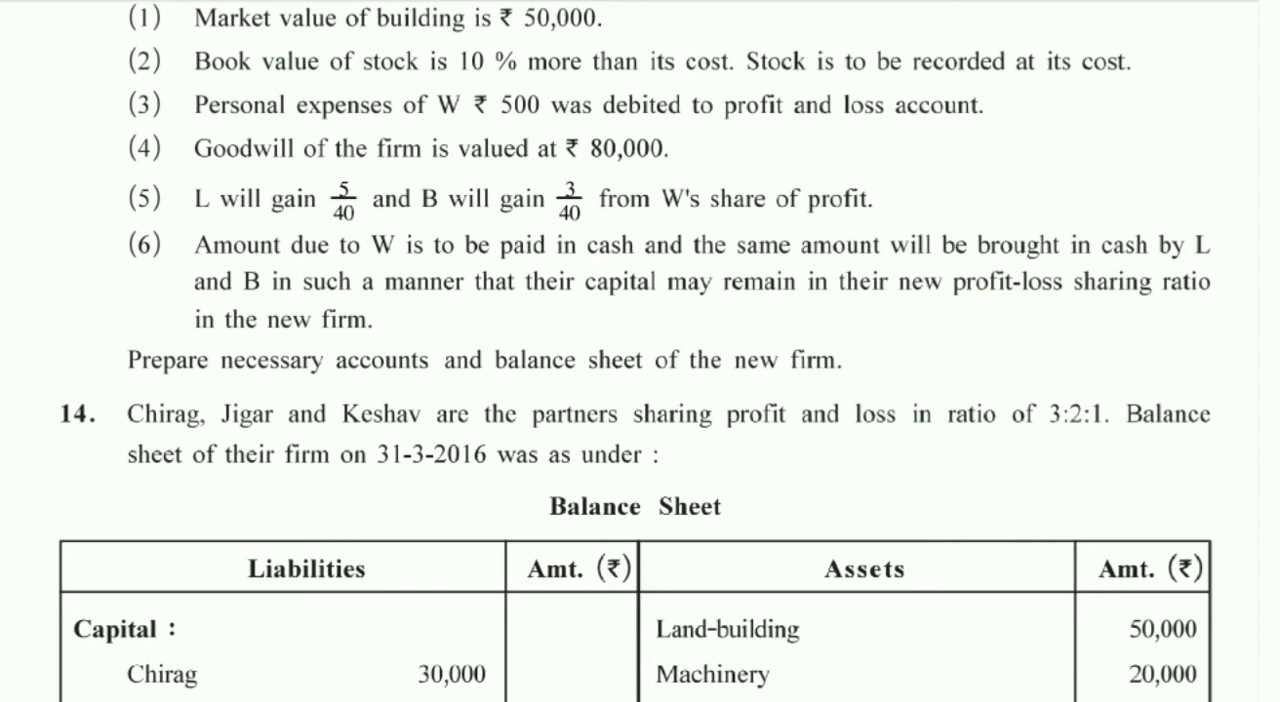 (1) Market value of building is ₹ 50,000.
(2) Book value of stock is 10 % more than its cost. Stock is to be recorded at its cost.
(3) Personal expenses of W ₹ 500 was debited to profit and loss account.
(4) Goodwill of the firm is valued at ₹ 80,000.
(5) L will gain 5/40 and B will gain 3/40 from W's share of profit.
(6) Amount due to W is to be paid in cash and the same amount will be brought in cash by L
and B in such a manner that their capital may remain in their new profit-loss sharing ratio
in the new firm.
Prepare necessary accounts and balance sheet of the new firm.
14. Chirag, Jigar and Keshav are the partners sharing profit and loss in ratio of 3:2:1. Balance
sheet of their firm on 31-3-2016 was as under :
Balance Sheet
Liabilities Amt. (₹) Assets Amt. (₹)
Capital : Land-building 50,000
Chirag 30,000 Machinery 20,000